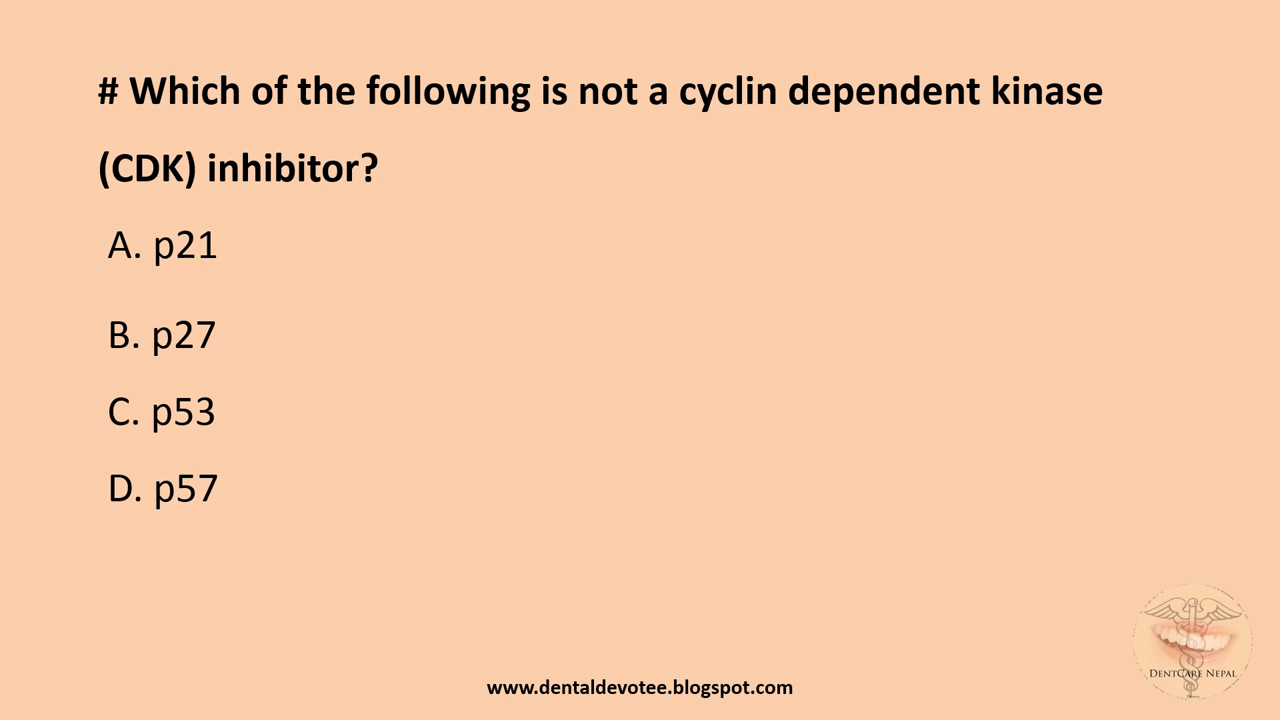 # Which of the following is not a cyclin dependent kinase
(CDK) inhibitor?
A. p21
B. p27
C. p53
D. p57
DentCare Nepal
www.dentaldevotee.blogspot.com